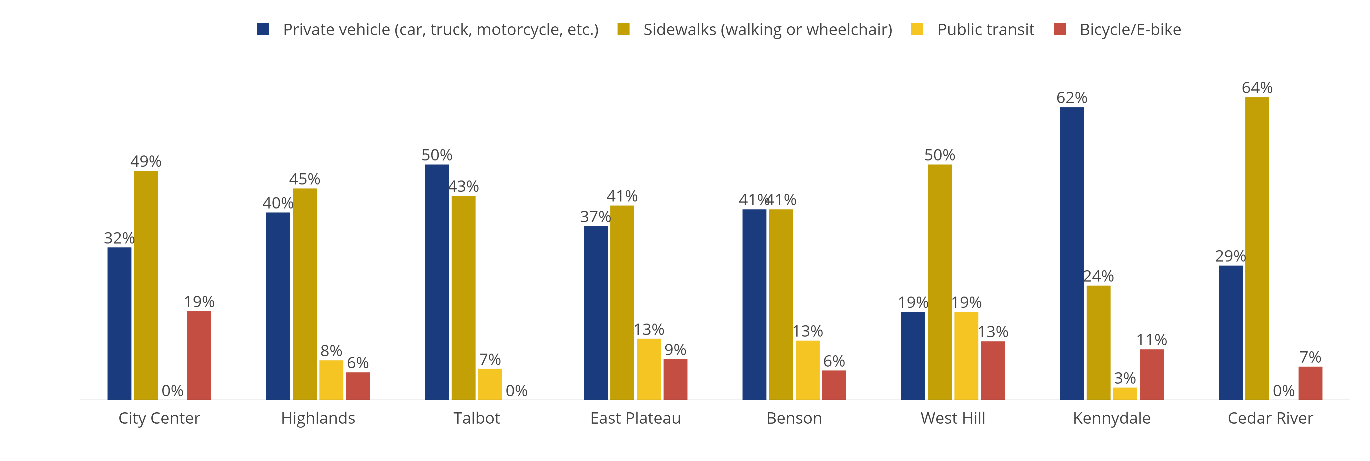 Private vehicle (car, truck, motorcycle, etc.) Sidewalks (walking or wheelchair) Public transit Bicycle/E-bike
32% 49% 0% 19%
40% 45% 8% 6%
50% 43% 7% 0%
37% 41% 13% 9%
41% 41% 13% 6%
19% 50% 19% 13%
62% 24% 3% 11%
29% 64% 0% 7%
City Center Highlands Talbot East Plateau Benson West Hill Kennydale Cedar River